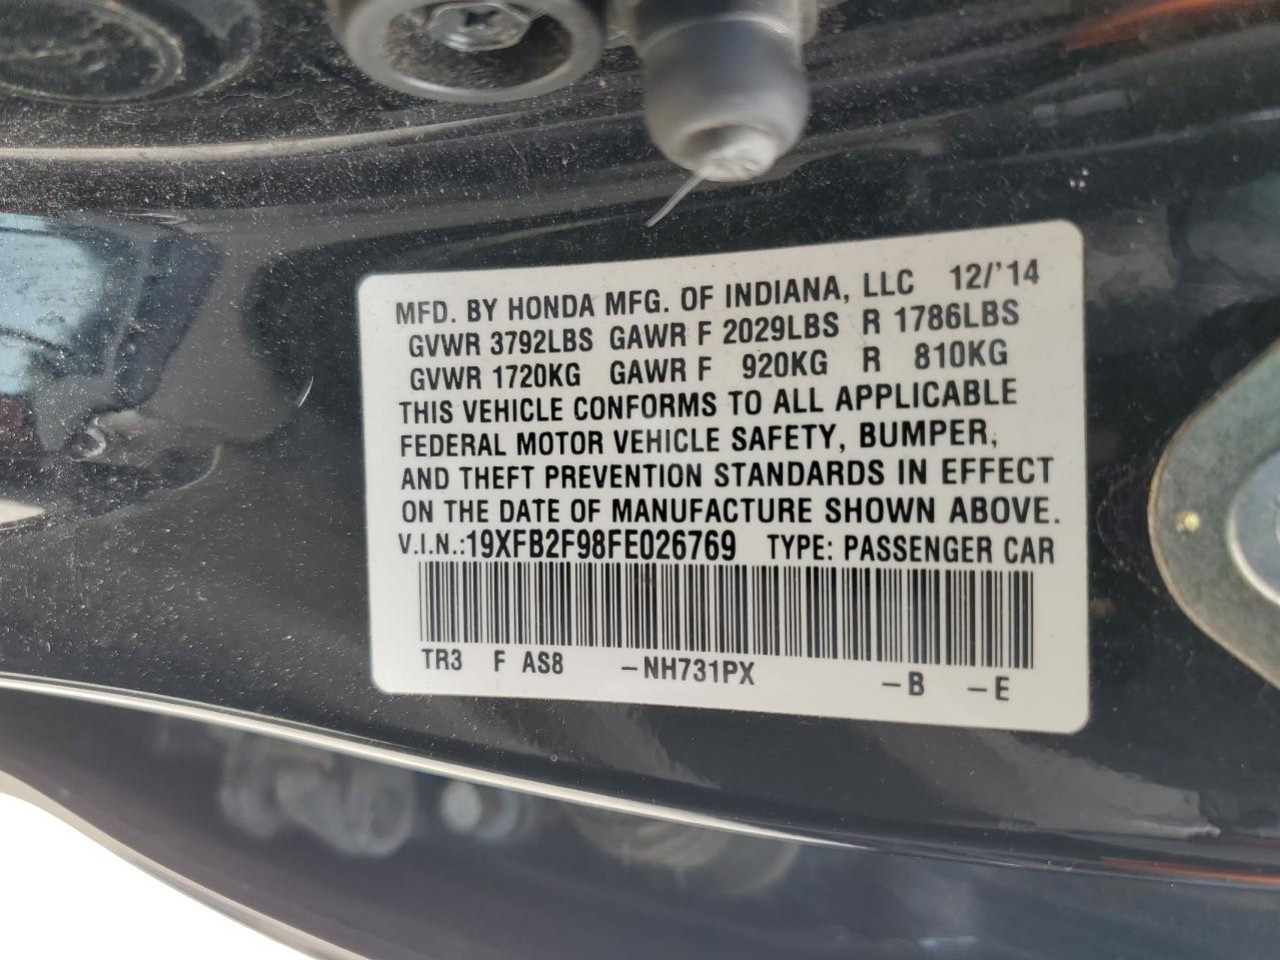 MFD. BY HONDA MFG. OF INDIANA, LLC 12/'14
GVWR 3792LBS GAWR F 2029LBS R 1786LBS
GVWR 1720KG GAWR F 920KG R 810KG
THIS VEHICLE CONFORMS TO ALL APPLICABLE
FEDERAL MOTOR VEHICLE SAFETY, BUMPER,
AND THEFT PREVENTION STANDARDS IN EFFECT
ON THE DATE OF MANUFACTURE SHOWN ABOVE.
V.I.N.:19XFB2F98FE026769 TYPE: PASSENGER CAR
TR3 F AS8 –NH731PX –B –E